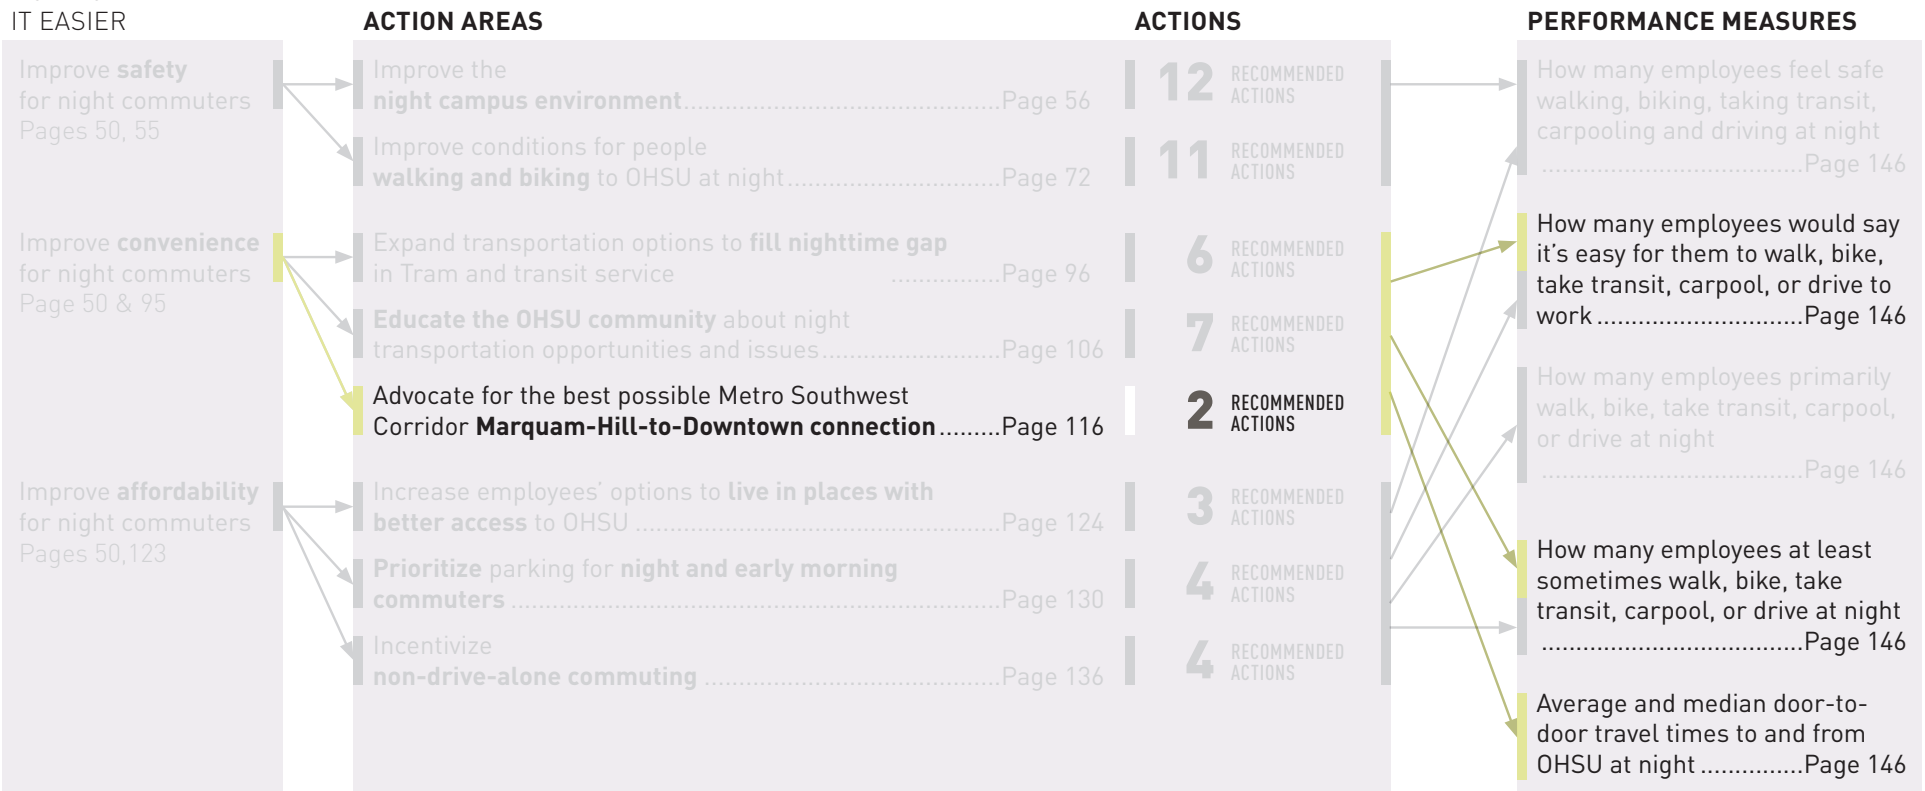 IT EASIER
ACTION AREAS
ACTIONS
PERFORMANCE MEASURES
Improve safety
for night commuters
Pages 50, 55
Improve the
night campus environment....................................Page 56
12 RECOMMENDED
ACTIONS
Improve conditions for people
walking and biking to OHSU at night..............................Page 72
11 RECOMMENDED
ACTIONS
Improve convenience
for night commuters
Page 50 & 95
Expand transportation options to fill nighttime gap
in Tram and transit service ...............Page 96
6 RECOMMENDED
ACTIONS
Educate the OHSU community about night
transportation opportunities and issues.........................Page 106
7 RECOMMENDED
ACTIONS
Advocate for the best possible Metro Southwest
Corridor Marquam-Hill-to-Downtown connection.........Page 116
2 RECOMMENDED
ACTIONS
Improve affordability
for night commuters
Pages 50,123
Increase employees’ options to live in places with
better access to OHSU ...................................................Page 124
3 RECOMMENDED
ACTIONS
Prioritize parking for night and early morning
commuters ....................................................................Page 130
4 RECOMMENDED
ACTIONS
Incentivize
non-drive-alone commuting .........................................Page 136
4 RECOMMENDED
ACTIONS
How many employees feel safe
walking, biking, taking transit,
carpooling and driving at night
....................................Page 146
How many employees would say
it’s easy for them to walk, bike,
take transit, carpool, or drive to
work .............................Page 146
How many employees primarily
walk, bike, take transit, carpool,
or drive at night
....................................Page 146
How many employees at least
sometimes walk, bike, take
transit, carpool, or drive at night
....................................Page 146
Average and median door-to-
door travel times to and from
OHSU at night ...............Page 146